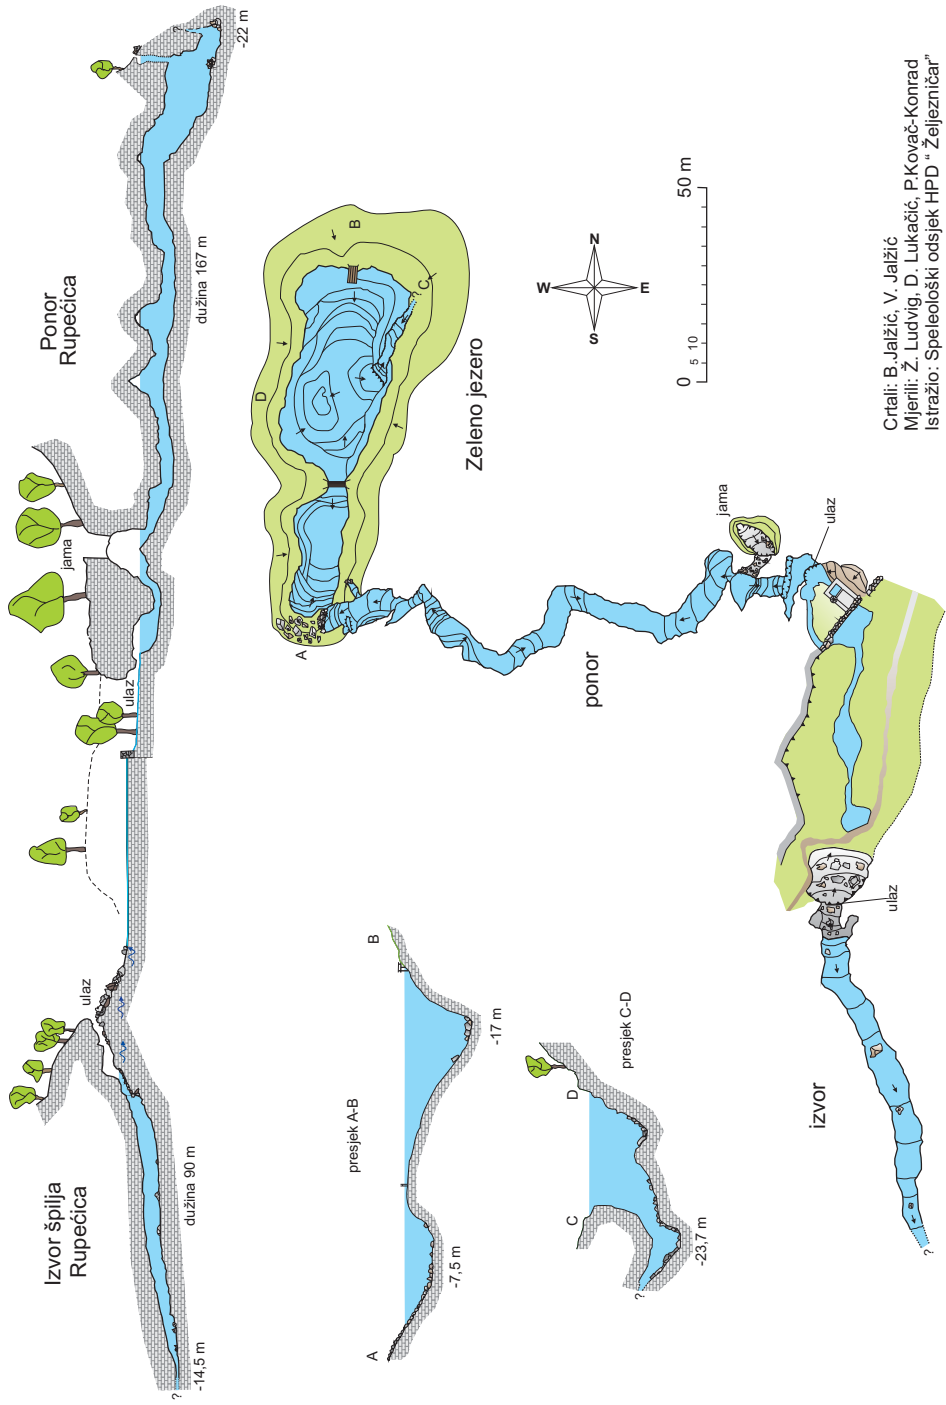 Izvor špilja
Rupećica
ulaz
dužina 90 m
-14,5 m
?
ulaz
jama
Ponor
Rupećica
dužina 167 m
-22 m
presjek A-B
A
B
-7,5 m
-17 m
presjek C-D
C
D
?
-23,7 m
Zeleno jezero
A
B
C
D
?
W
N
S
E
0
5
10
50 m
ponor
jama
ulaz
izvor
ulaz
?
Crtali: B.Jalžić, V. Jalžić
Mjerili: Ž. Ludvig, D. Lukačić, P.Kovač-Konrad
Istražio: Speleološki odsjek HPD " Željezničar"